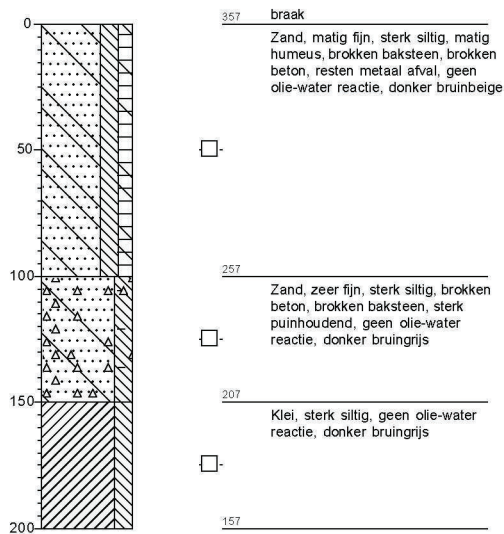 0
357 braak
Zand, matig fijn, sterk siltig, matig
humeus, brokken baksteen, brokken
beton, resten metaal afval, geen
olie-water reactie, donker bruinbeige
50
100
257
Zand, zeer fijn, sterk siltig, brokken
beton, brokken baksteen, sterk
puinhoudend, geen olie-water
reactie, donker bruingrijs
150
207
Klei, sterk siltig, geen olie-water
reactie, donker bruingrijs
200
157